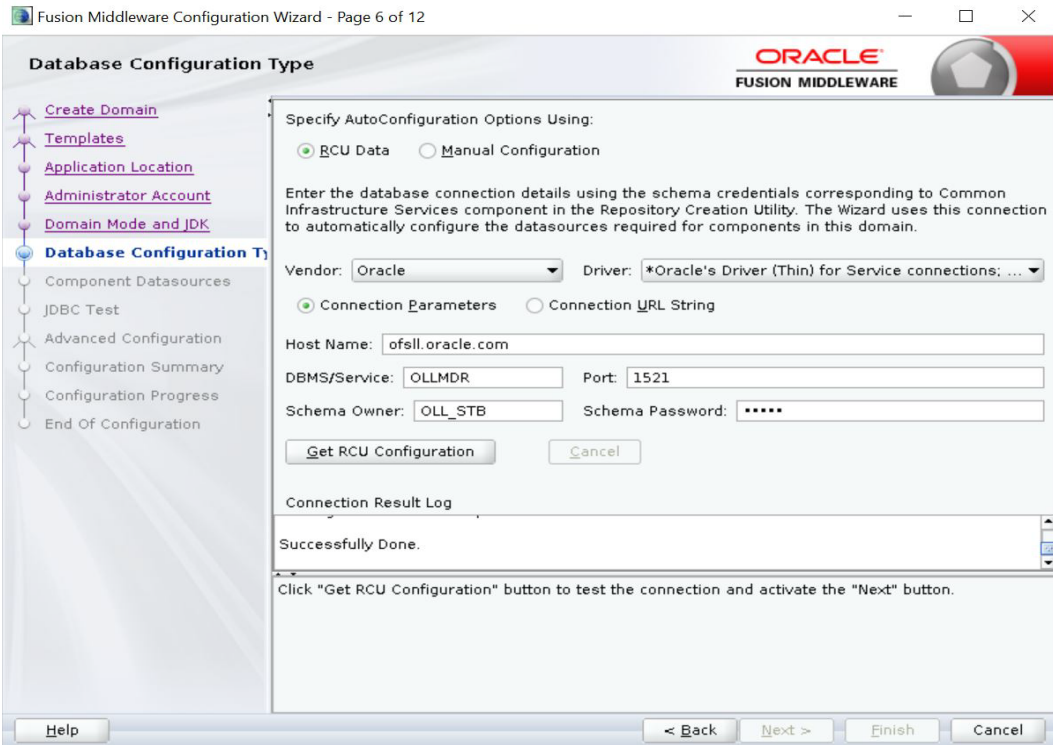 Fusion Middleware Configuration Wizard - Page 6 of 12
Database Configuration Type
ORACLE
FUSION MIDDLEWARE
Create Domain
Templates
Application Location
Administrator Account
Domain Mode and JDK
Database Configuration Ty
Component Datasources
JDBC Test
Advanced Configuration
Configuration Summary
Configuration Progress
End Of Configuration
Specify AutoConfiguration Options Using:
RCU Data Manual Configuration
Enter the database connection details using the schema credentials corresponding to Common
Infrastructure Services component in the Repository Creation Utility. The Wizard uses this connection
to automatically configure the datasources required for components in this domain.
Vendor: Oracle Driver: *Oracle's Driver (Thin) for Service connections; ...
Connection Parameters Connection URL String
Host Name: ofsll.oracle.com
DBMS/Service: OLLMDR Port: 1521
Schema Owner: OLL_STB Schema Password: •••••
Get RCU Configuration Cancel
Connection Result Log
Successfully Done.
Click "Get RCU Configuration" button to test the connection and activate the "Next" button.
Help < Back Next > Finish Cancel